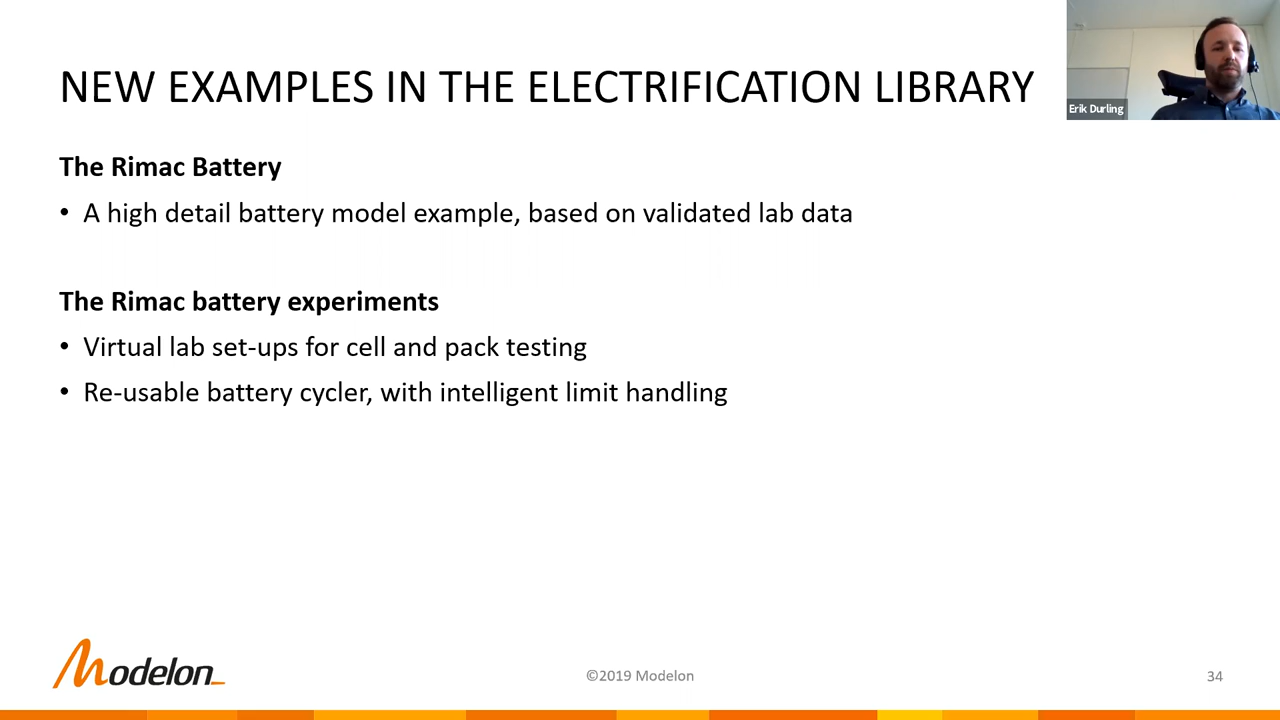 NEW EXAMPLES IN THE ELECTRIFICATION LIBRARY
Erik Durling
The Rimac Battery
• A high detail battery model example, based on validated lab data
The Rimac battery experiments
• Virtual lab set-ups for cell and pack testing
• Re-usable battery cycler, with intelligent limit handling
Modelon_
©2019 Modelon
34